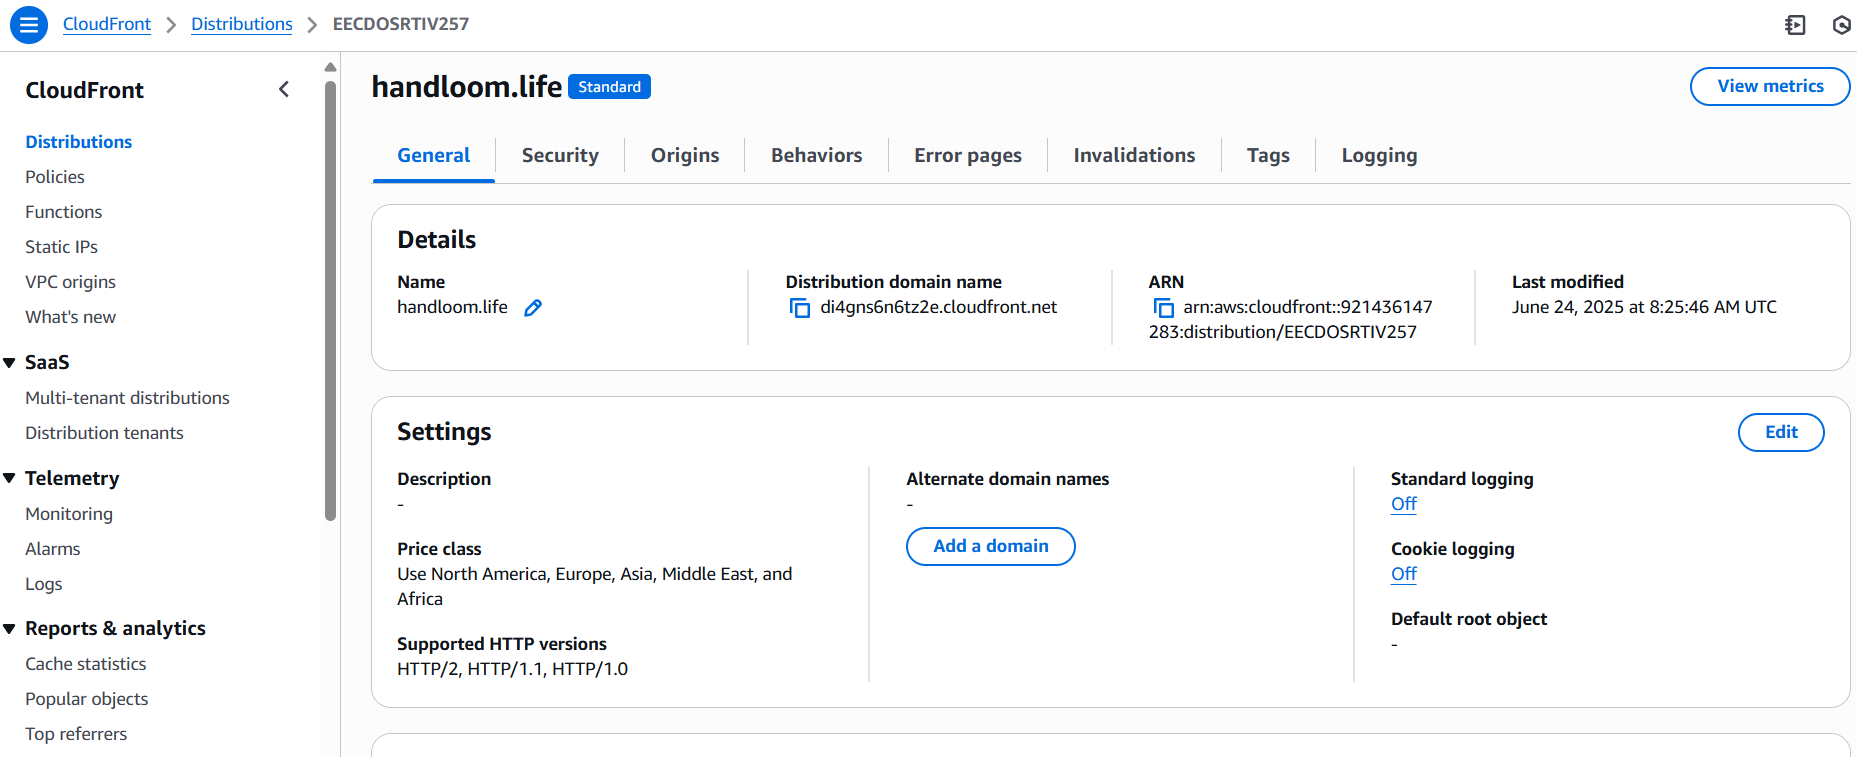 CloudFront > Distributions > EECDOSRTIV257
CloudFront
Distributions
Policies
Functions
Static IPs
VPC origins
What's new
SaaS
Multi-tenant distributions
Distribution tenants
Telemetry
Monitoring
Alarms
Logs
Reports & analytics
Cache statistics
Popular objects
Top referrers
handloom.life Standard
View metrics
General Security Origins Behaviors Error pages Invalidations Tags Logging
Details
Name
handloom.life
Distribution domain name
di4gns6n6tz2e.cloudfront.net
ARN
arn:aws:cloudfront::921436147
283:distribution/EECDOSRTIV257
Last modified
June 24, 2025 at 8:25:46 AM UTC
Settings
Edit
Description
-
Price class
Use North America, Europe, Asia, Middle East, and
Africa
Supported HTTP versions
HTTP/2, HTTP/1.1, HTTP/1.0
Alternate domain names
-
Add a domain
Standard logging
Off
Cookie logging
Off
Default root object
-